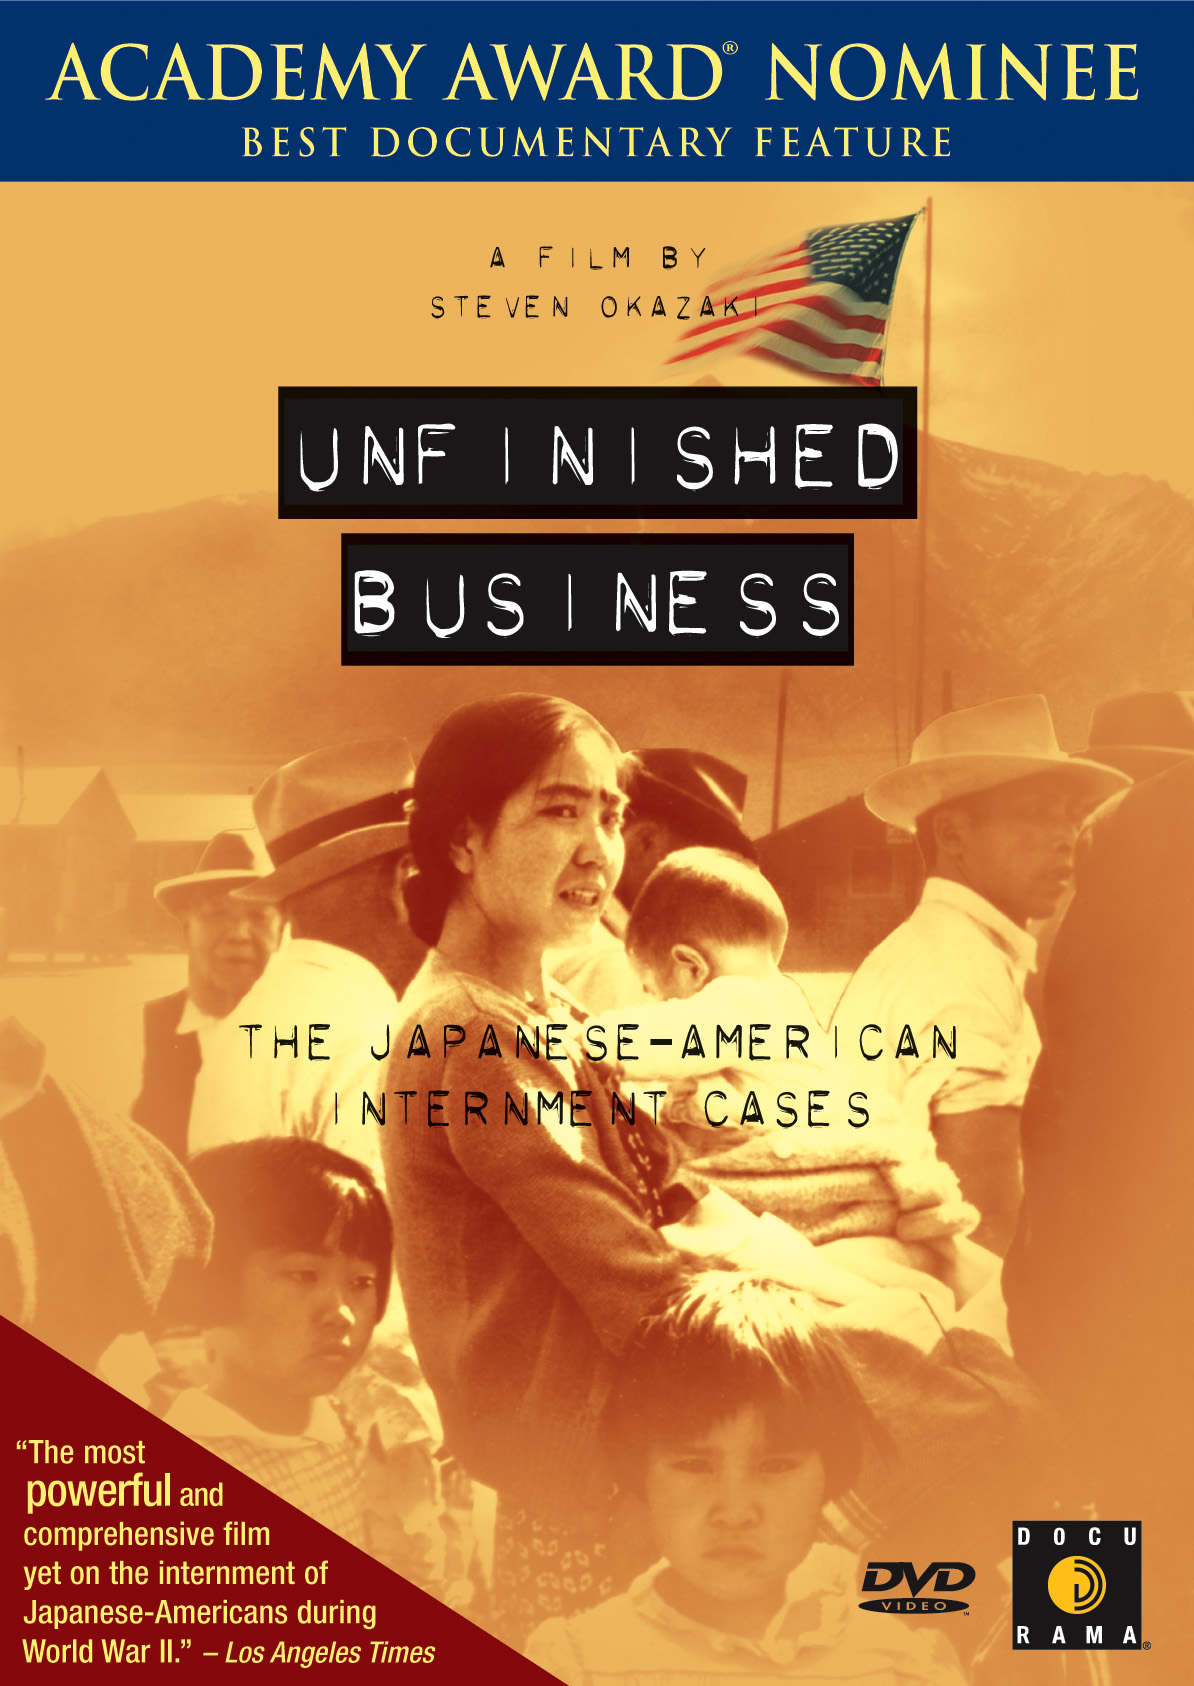 ACADEMY AWARD® NOMINEE
BEST DOCUMENTARY FEATURE
A FILM BY
STEVEN OKAZAKI
UNFINISHED
BUSINESS
THE JAPANESE-AMERICAN
INTERNMENT CASES
“The most
powerful and
comprehensive film
yet on the internment of
Japanese-Americans during
World War II.” – Los Angeles Times
DVD
VIDEO™
DOCU
RAMA®